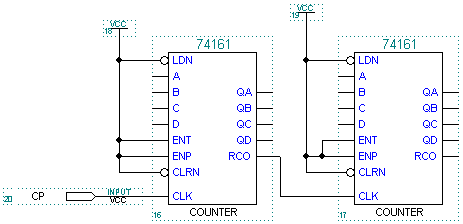 VCC
18
VCC
19
74161
74161
LDN
LDN
A
A
B
QA
B
QA
C
QB
C
QB
D
QC
D
QC
ENT
QD
ENT
QD
ENP
RCO
ENP
RCO
CLRN
CLRN
20
CP
INPUT
VCC
CLK
CLK
16
COUNTER
17
COUNTER